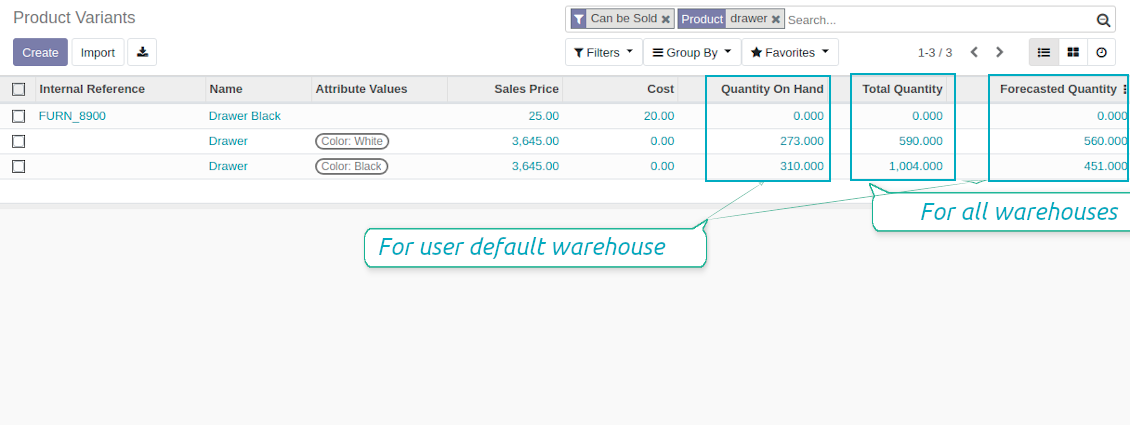 Product Variants
Can be Sold Product drawer Search...
Create Import Filters Group By Favorites 1-3 / 3
Internal Reference Name Attribute Values Sales Price Cost Quantity On Hand Total Quantity Forecasted Quantity
FURN_8900 Drawer Black 25.00 20.00 0.000 0.000 0.000
Drawer Color: White 3,645.00 0.00 273.000 590.000 560.000
Drawer Color: Black 3,645.00 0.00 310.000 1,004.000 451.000
For all warehouses
For user default warehouse